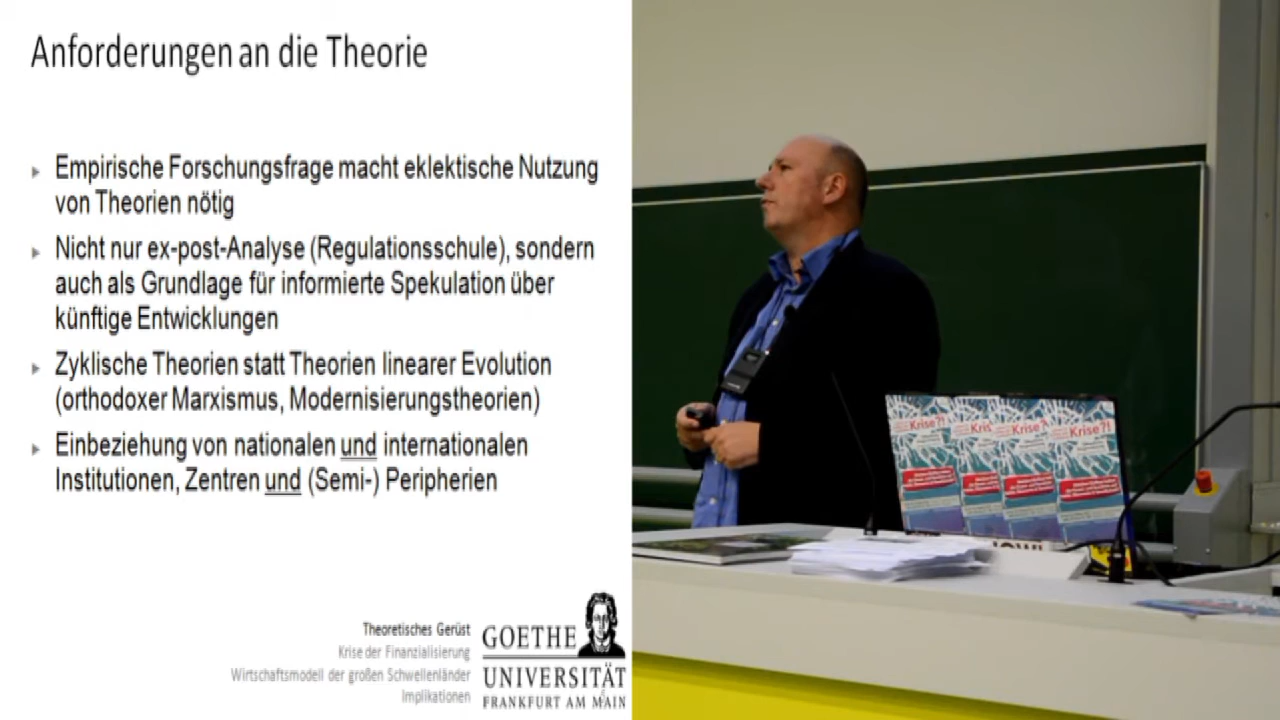 Anforderungen an die Theorie
Empirische Forschungsfrage macht eklektische Nutzung
von Theorien nötig
Nicht nur ex-post-Analyse (Regulationsschule), sondern
auch als Grundlage für informierte Spekulation über
künftige Entwicklungen
Zyklische Theorien statt Theorien linearer Evolution
(orthodoxer Marxismus, Modernisierungstheorien)
Einbeziehung von nationalen und internationalen
Institutionen, Zentren und (Semi-) Peripherien
Theoretisches Gerüst
Krise der Finanzialisierung
Wirtschaftsmodell der großen Schwellenländer
Implikationen
GOETHE
UNIVERSITÄT
FRANKFURT AM MAIN
Krise?!
Kris
Krise?
Krise?!